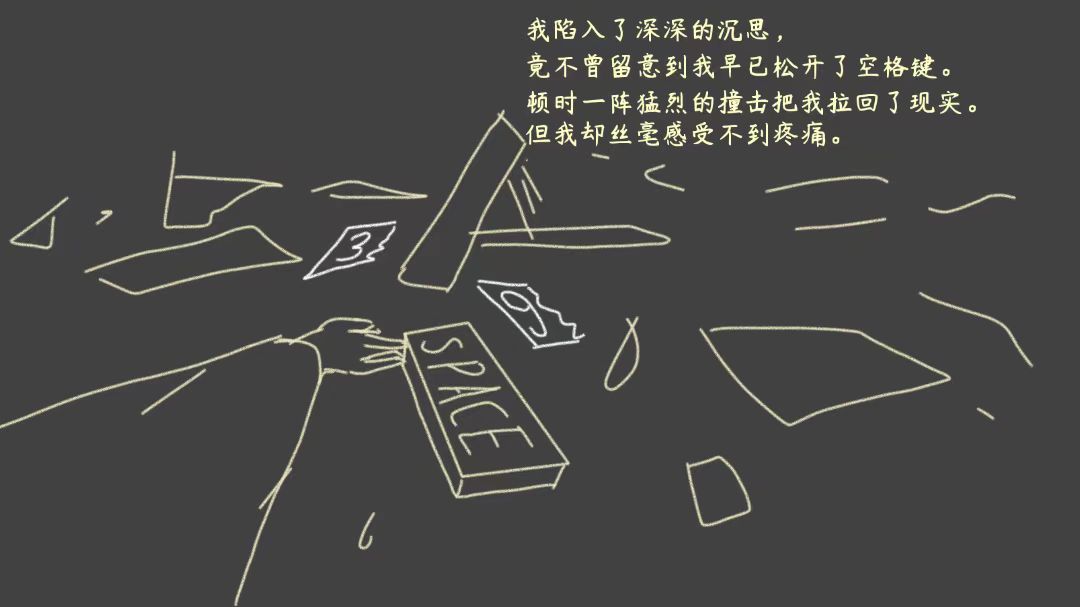 我陷入了深深的沉思，
竟不曾留意到我早已松开了空格键。
顿时一阵猛烈的撞击把我拉回了现实。
但我却丝毫感受不到疼痛。
3
9
SPACE